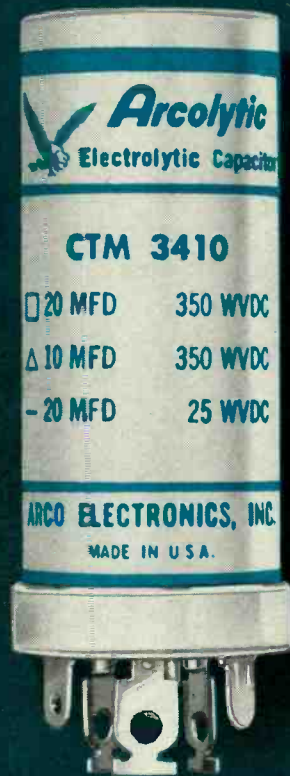 Arcolytic
Electrolytic Capacitor
CTM 3410
□ 20 MFD 350 WVDC
△ 10 MFD 350 WVDC
- 20 MFD 25 WVDC
ARCO ELECTRONICS, INC.
MADE IN U.S.A.